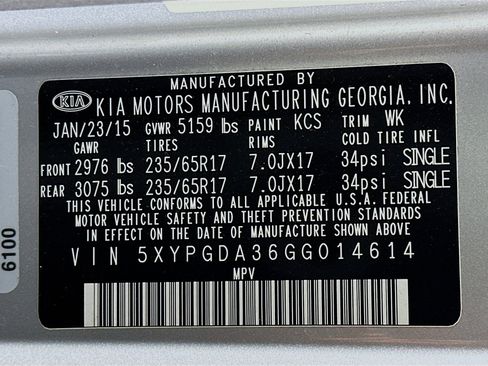 MANUFACTURED BY
KIA KIA MOTORS MANUFACTURING GEORGIA, INC.
JAN/23/15 GVWR 5159 lbs PAINT KCS TRIM WK
GAWR TIRES RIMS COLD TIRE INFL
FRONT 2976 lbs 235/65R17 7.0JX17 34psi SINGLE
REAR 3075 lbs 235/65R17 7.0JX17 34psi SINGLE
THIS VEHICLE CONFORMS TO ALL APPLICABLE U.S.A. FEDERAL
MOTOR VEHICLE SAFYPY AND THEFT PREVENTION STANDARDS
IN EFFECT ON THE DATE OF MANUFACTURE SHOWN ABOVE.
VIN 5XYPGDA36GG014614
MPV
6100